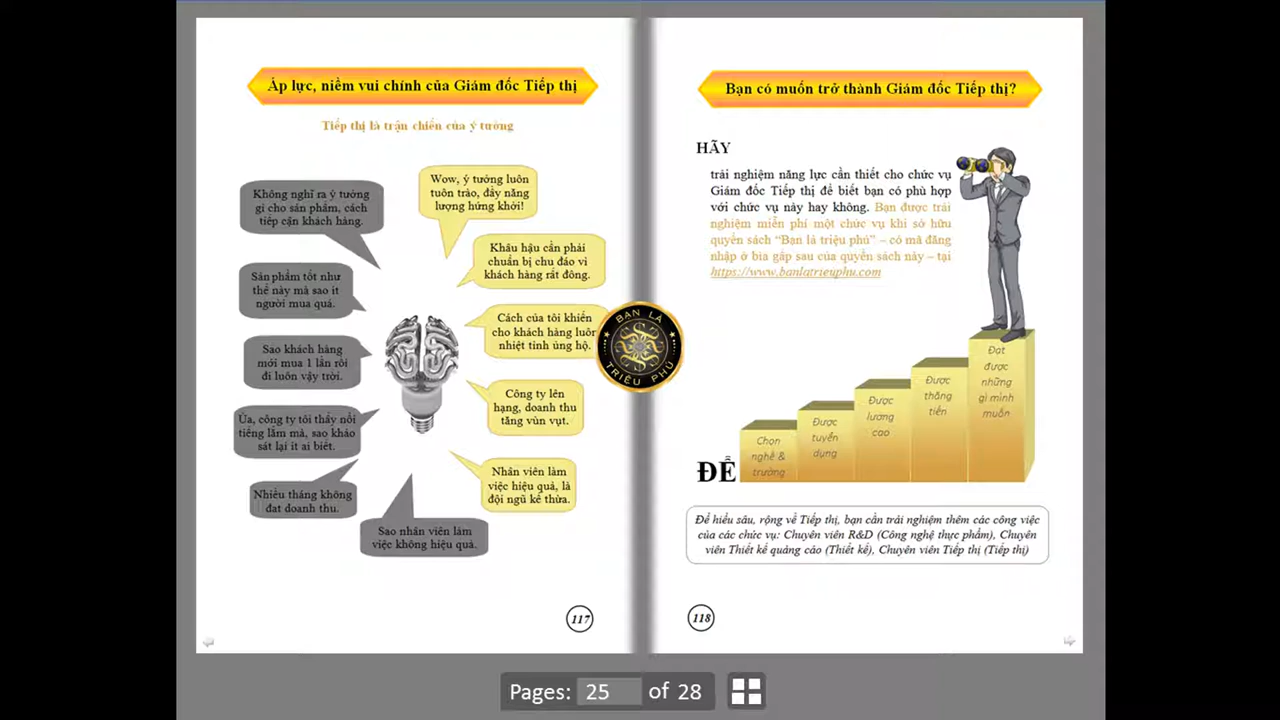 Áp lực, niềm vui chính của Giám đốc Tiếp thị
Tiếp thị là trận chiến của ý tưởng
Không nghĩ ra ý tưởng
gì cho sản phẩm, cách
tiếp cận khách hàng.
Sản phẩm tốt như
thế này mà sao ít
người mua quá.
Sao khách hàng
mới mua 1 lần rồi
đi luôn vậy trời.
Ủa, công ty tôi thấy nổi
tiếng lắm mà, sao khảo
sát lại ít ai biết.
Nhiều tháng không
đạt doanh thu.
Sao nhân viên làm
việc không hiệu quả.
Wow, ý tưởng luôn
tuôn trào, đầy năng
lượng hứng khởi!
Khâu hậu cần phải
chuẩn bị chu đáo vì
khách hàng rất đông.
Cách của tôi khiến
cho khách hàng luôn
nhiệt tình ủng hộ.
Công ty lên
hạng, doanh thu
tăng vùn vụt.
Nhân viên làm
việc hiệu quả, là
đội ngũ kế thừa.
117
BẠN LÀ
TRIỆU PHÚ
Bạn có muốn trở thành Giám đốc Tiếp thị?
HÃY
trải nghiệm năng lực cần thiết cho chức vụ
Giám đốc Tiếp thị để biết bạn có phù hợp
với chức vụ này hay không. Bạn được trải
nghiệm miễn phí một chức vụ khi sở hữu
quyển sách “Bạn là triệu phú” – có mã đăng
nhập ở bìa gấp sau của quyển sách này – tại
https://www.banlatrieuphu.com
ĐỂ
Chọn
nghề &
trường
Được
tuyển
dụng
Được
lương
cao
Được
thăng
tiến
Đạt
được
những
gì mình
muốn
Để hiểu sâu, rộng về Tiếp thị, bạn cần trải nghiệm thêm các công việc
của các chức vụ: Chuyên viên R&D (Công nghệ thực phẩm), Chuyên
viên Thiết kế quảng cáo (Thiết kế), Chuyên viên Tiếp thị (Tiếp thị)
118
Pages: 25 of 28